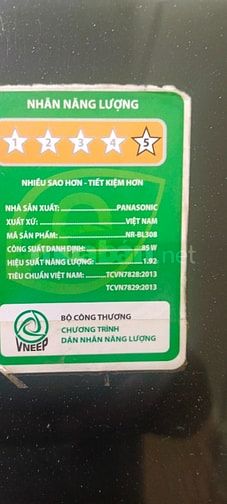 NHÃN NĂNG LƯỢNG
1 2 3 4 5
NHIỀU SAO HƠN - TIẾT KIỆM HƠN
NHÀ SẢN XUẤT: PANASONIC
XUẤT XỨ: VIỆT NAM
MÃ SẢN PHẨM: NR-BL308
CÔNG SUẤT DANH ĐỊNH: 85 W
HIỆU SUẤT NĂNG LƯỢNG: 1.92
TIÊU CHUẨN VIỆT NAM: TCVN7828:2013
TCVN7829:2013
BỘ CÔNG THƯƠNG
CHƯƠNG TRÌNH
DÁN NHÃN NĂNG LƯỢNG
VNEEP